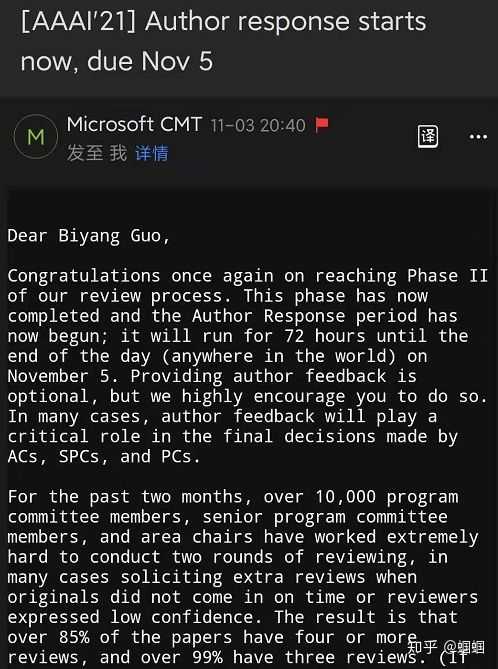 [AAAI'21] Author response starts
now, due Nov 5
M
Microsoft CMT 11-03 20:40
译
发至 我 详情
Dear Biyang Guo,
Congratulations once again on reaching Phase II
of our review process. This phase has now
completed and the Author Response period has
now begun; it will run for 72 hours until the
end of the day (anywhere in the world) on
November 5. Providing author feedback is
optional, but we highly encourage you to do so.
In many cases, author feedback will play a
critical role in the final decisions made by
ACs, SPCs, and PCs.
For the past two months, over 10,000 program
committee members, senior program committee
members, and area chairs have worked extremely
hard to conduct two rounds of reviewing, in
many cases soliciting extra reviews when
originals did not come in on time or reviewers
expressed low confidence. The result is that
over 85% of the papers have four or more
reviews, and over 99% have three reviews (if
知乎 @蝈蝈